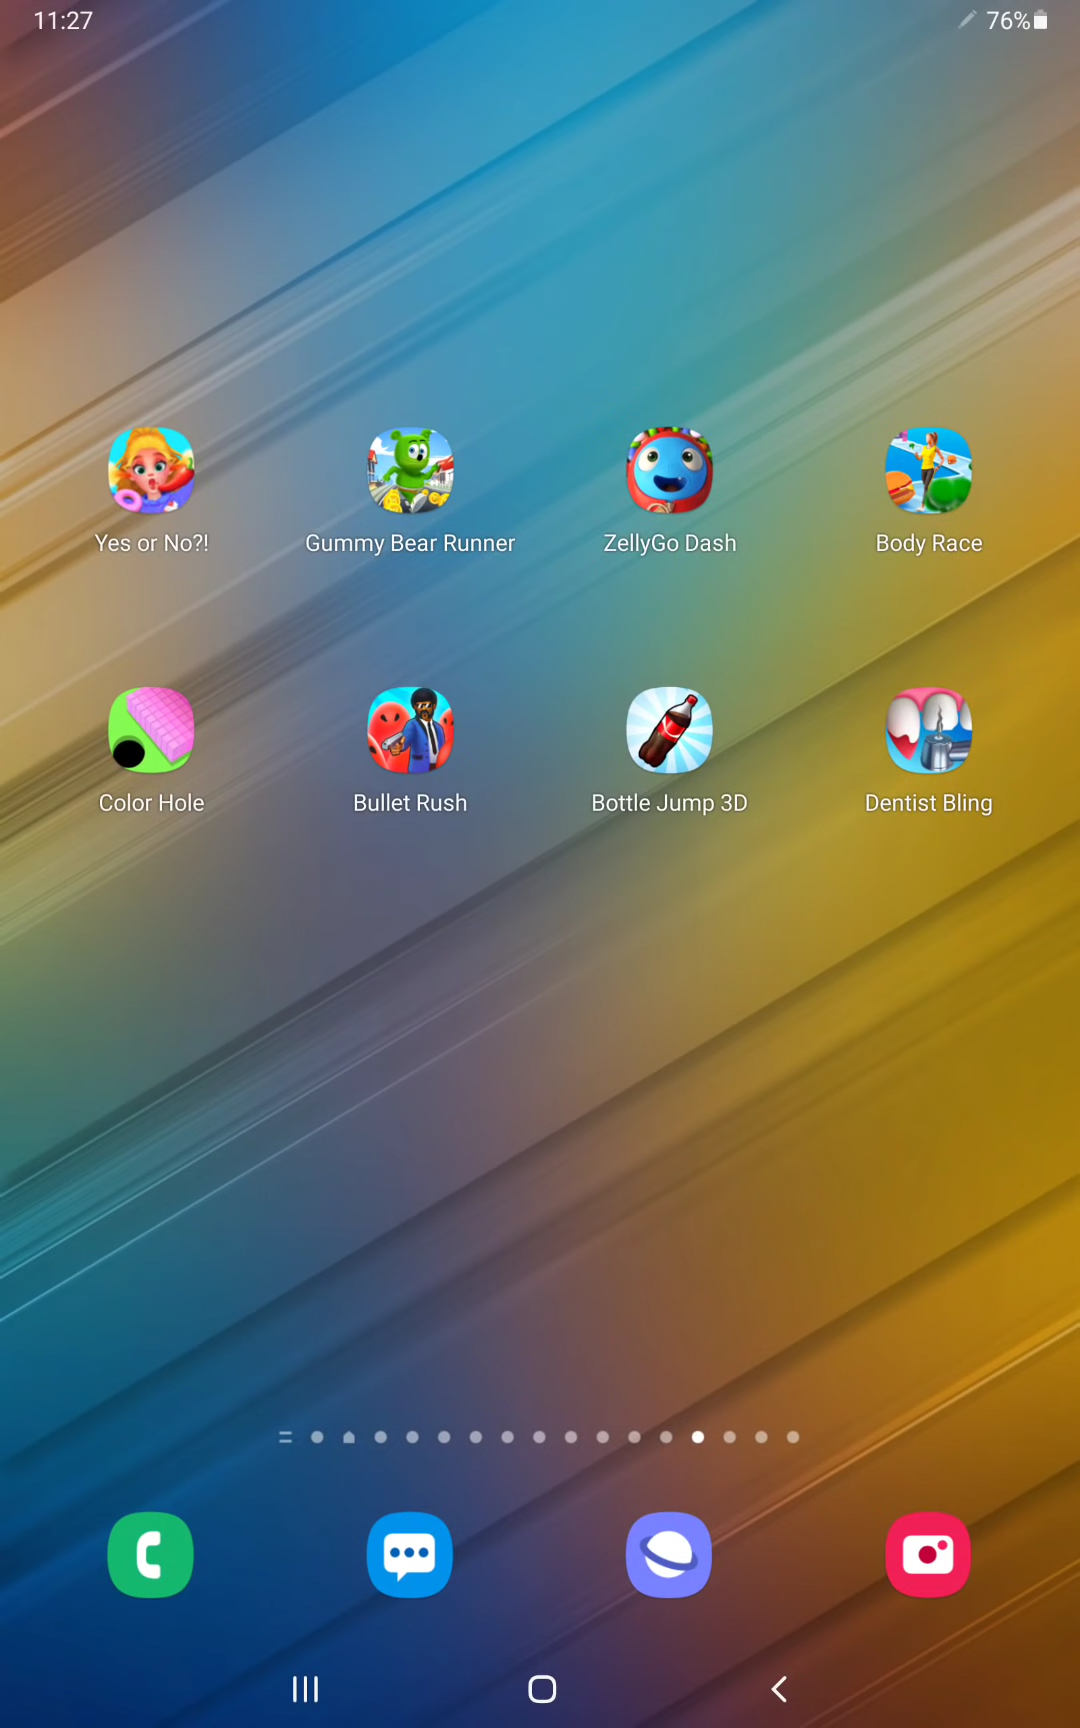 11:27
76%
Yes or No?!
Gummy Bear Runner
ZellyGo Dash
Body Race
Color Hole
Bullet Rush
Bottle Jump 3D
Dentist Bling